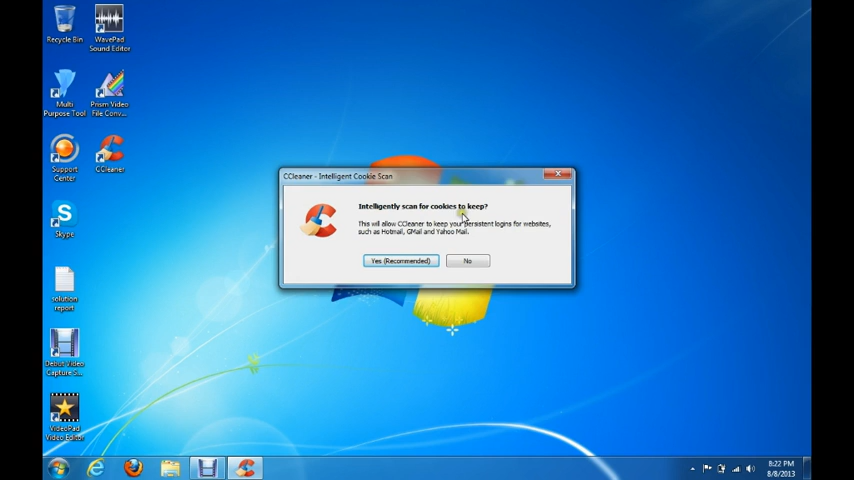 Recycle Bin
WavePad
Sound Editor
Multi
Purpose Tool
Prism Video
File Conv...
Support
Center
CCleaner
Skype
solution
report
Debut Video
Capture S...
VideoPad
Video Editor
CCleaner - Intelligent Cookie Scan
Intelligently scan for cookies to keep?
This will allow CCleaner to keep your persistent logins for websites,
such as Hotmail, GMail and Yahoo Mail.
Yes (Recommended)
No
8:22 PM
8/8/2013